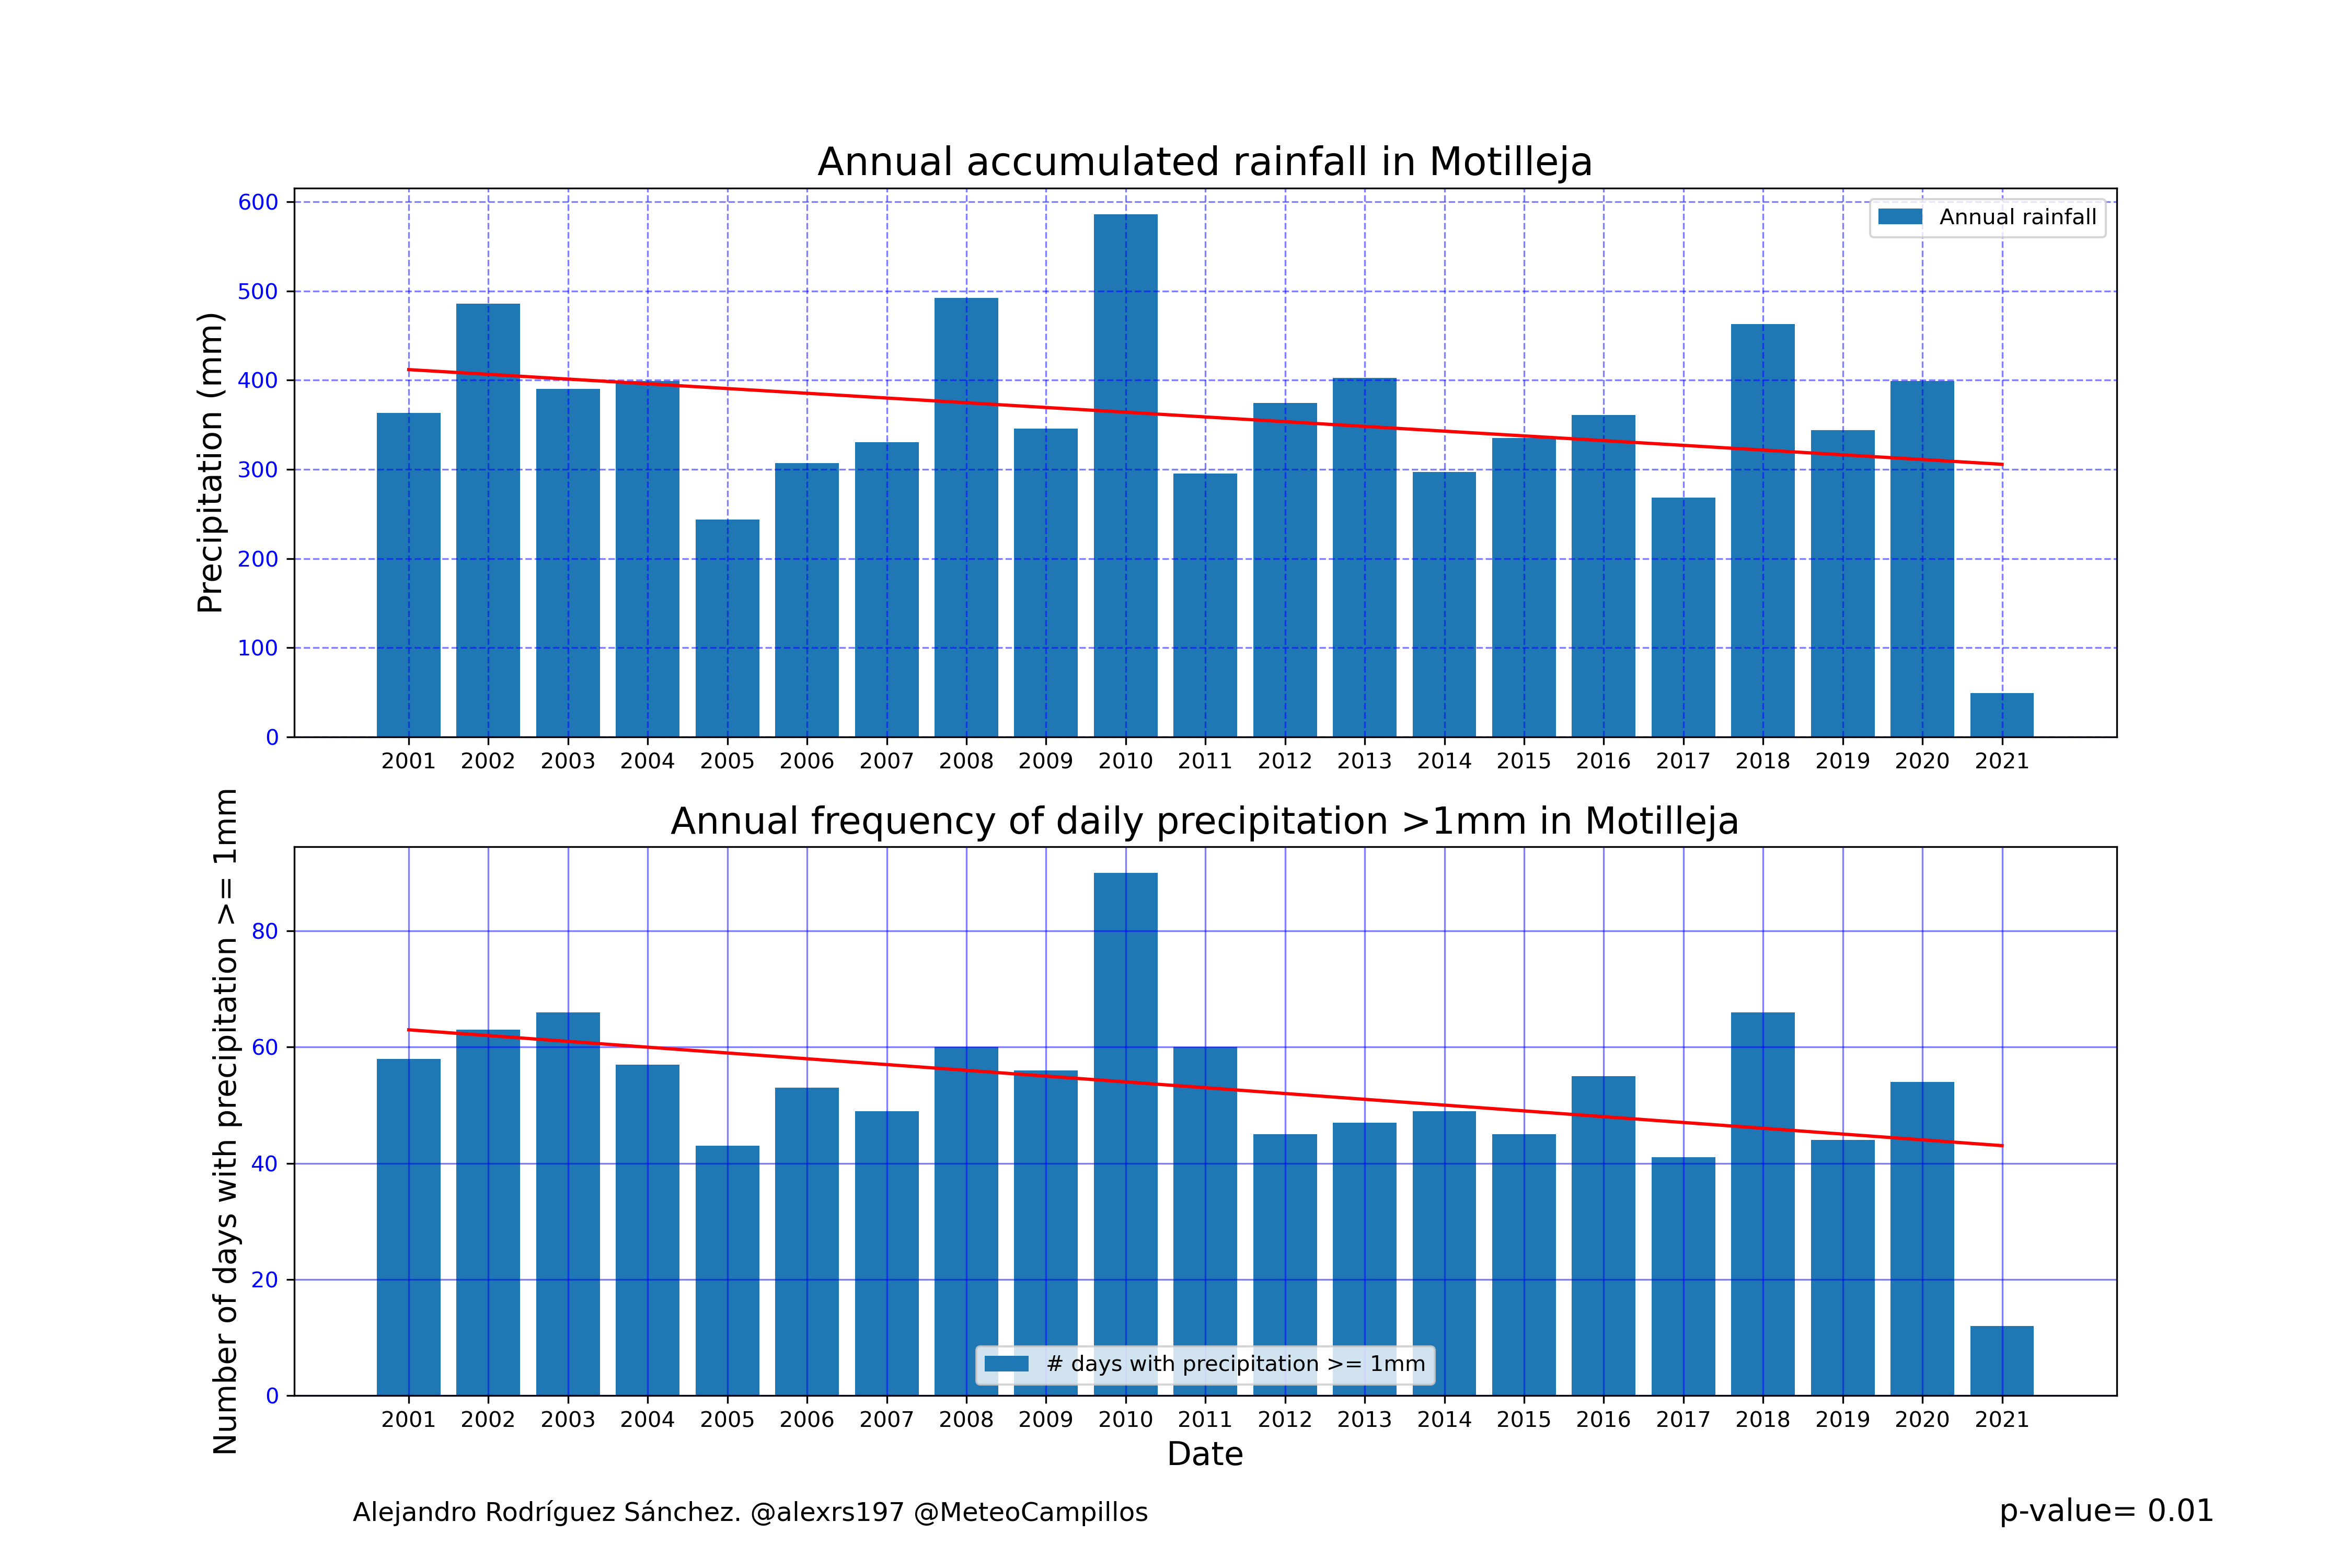 Annual accumulated rainfall in Motilleja
Precipitation (mm)
600
500
400
300
200
100
0
Annual rainfall
2001 2002 2003 2004 2005 2006 2007 2008 2009 2010 2011 2012 2013 2014 2015 2016 2017 2018 2019 2020 2021
Annual frequency of daily precipitation >1mm in Motilleja
Number of days with precipitation >= 1mm
80
60
40
20
0
# days with precipitation >= 1mm
2001 2002 2003 2004 2005 2006 2007 2008 2009 2010 2011 2012 2013 2014 2015 2016 2017 2018 2019 2020 2021
Date
Alejandro Rodríguez Sánchez. @alexrs197 @MeteoCampillos
p-value= 0.01